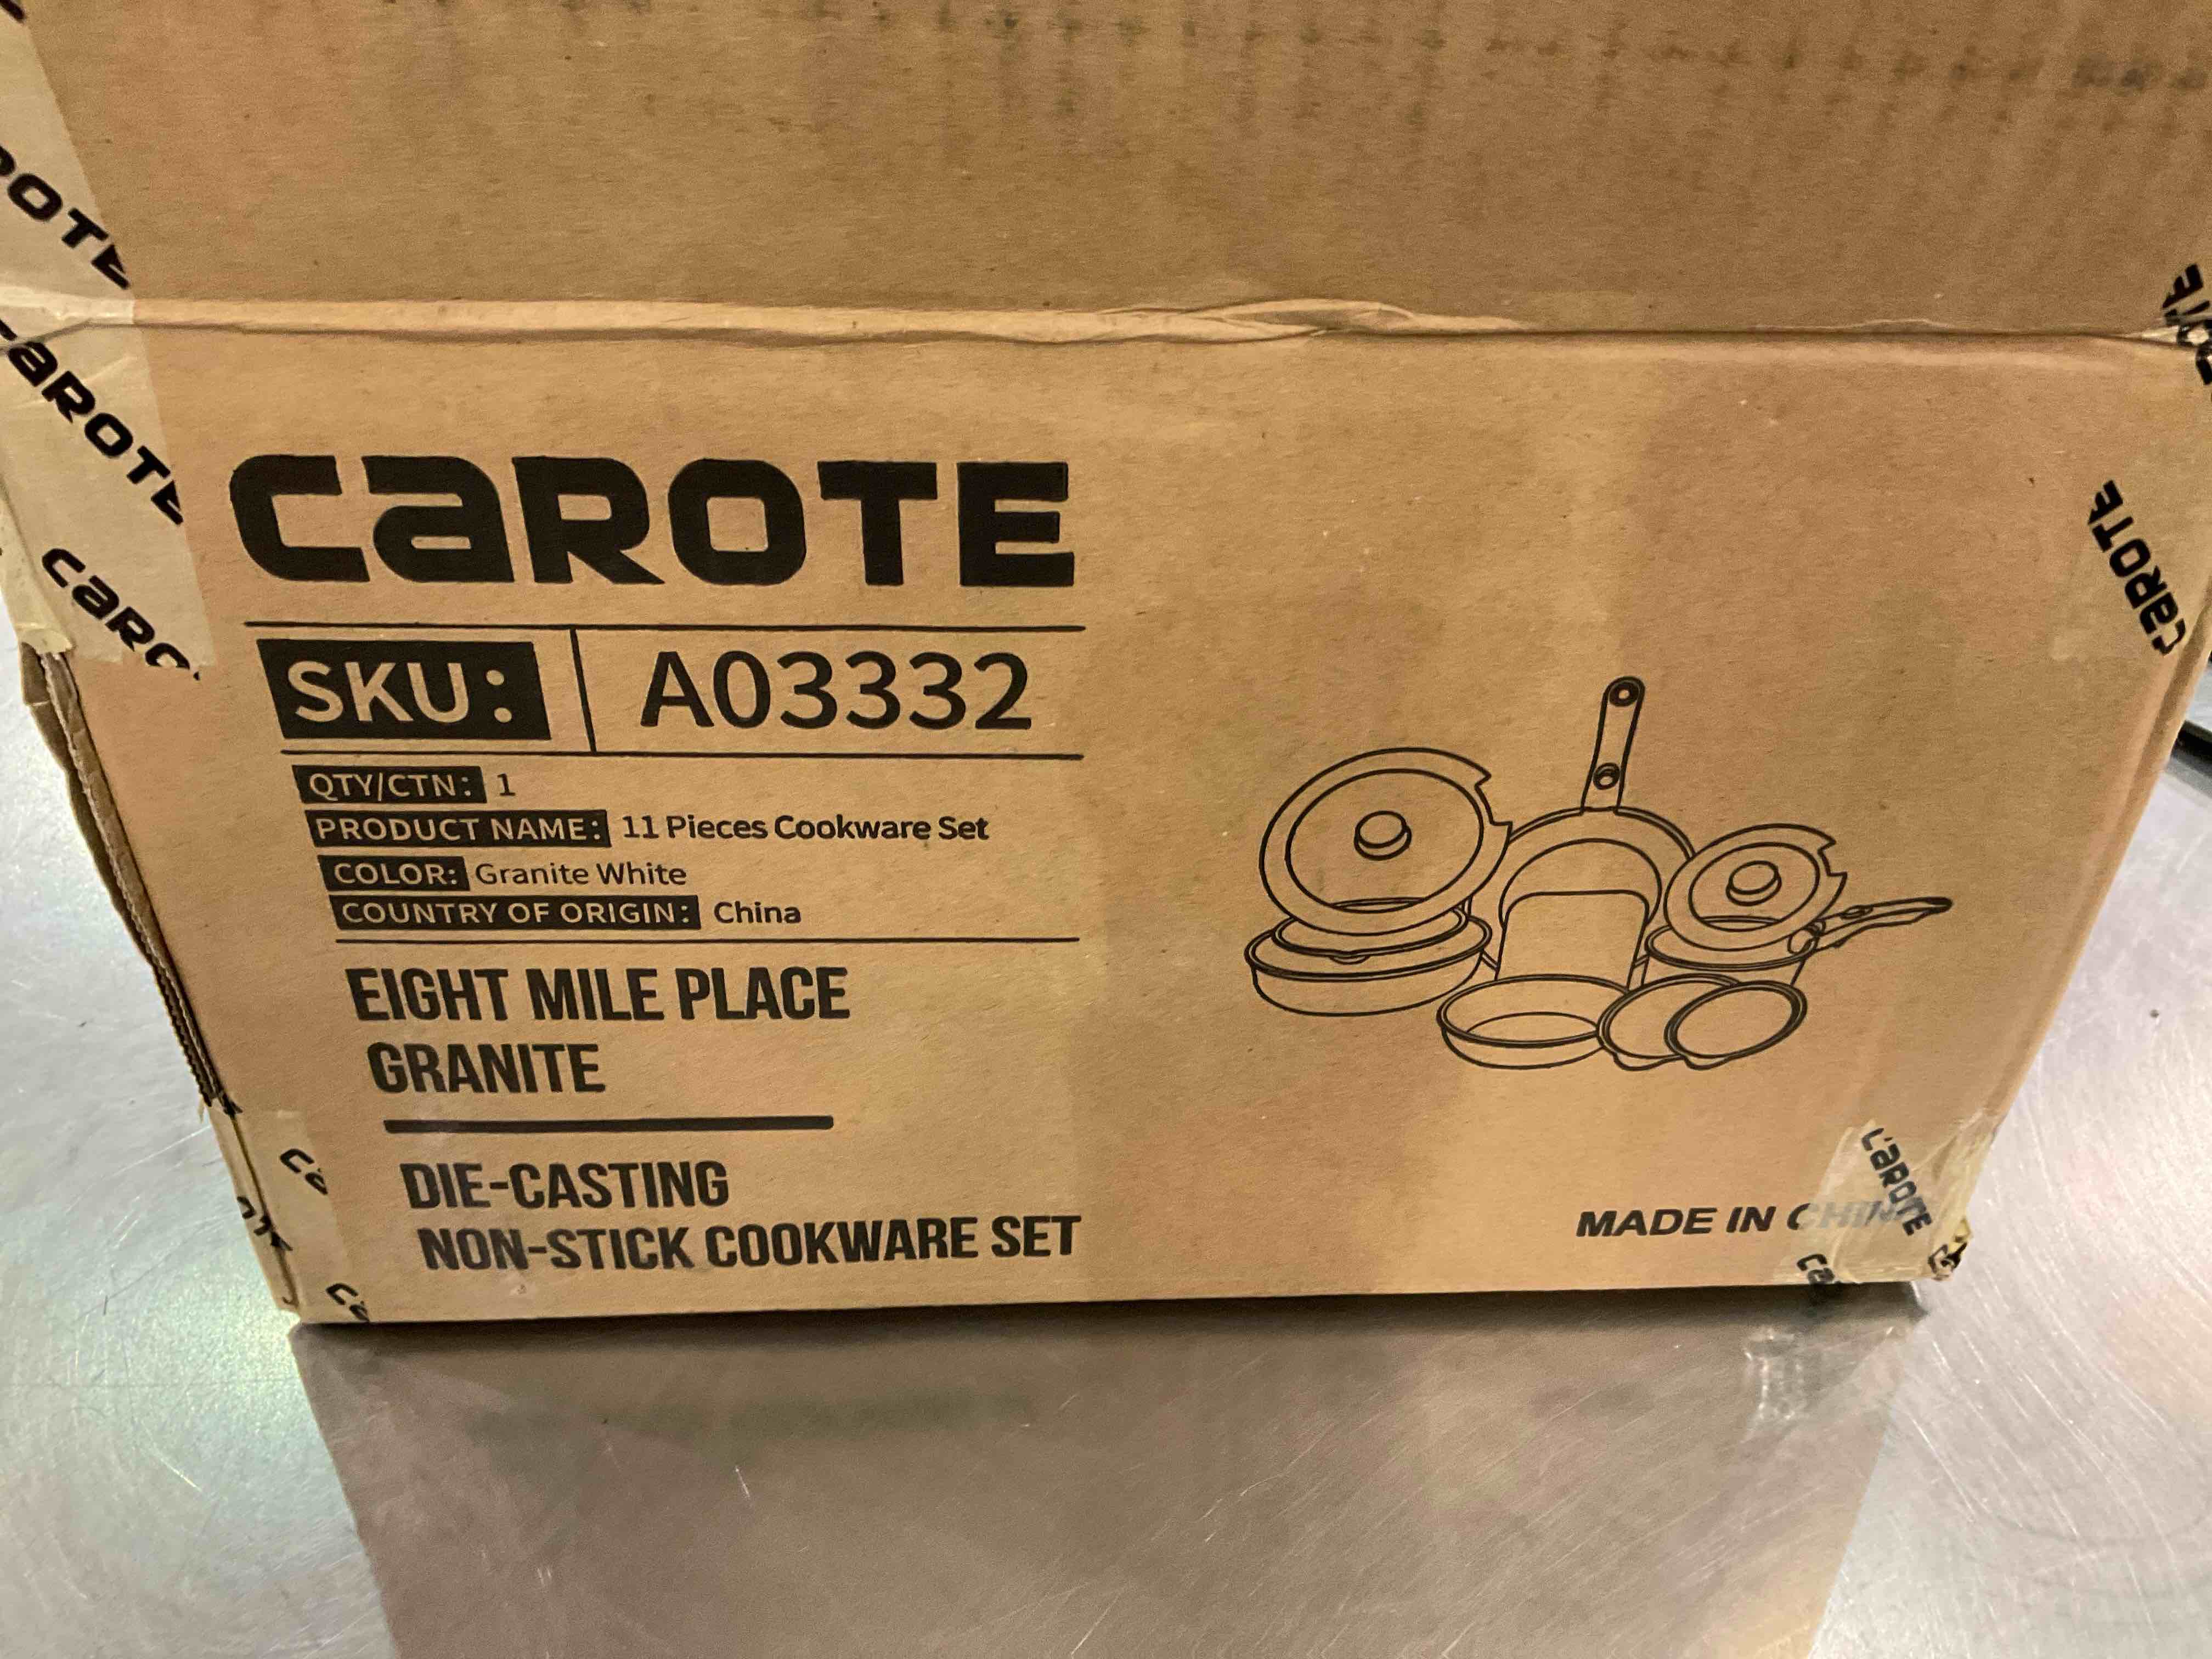 CAROTE
SKU: A03332
QTY/CTN: 1
PRODUCT NAME: 11 Pieces Cookware Set
COLOR: Granite White
COUNTRY OF ORIGIN: China
EIGHT MILE PLACE
GRANITE
DIE-CASTING
NON-STICK COOKWARE SET
MADE IN CHINA
CAROTE
CAROTE
CAROTE